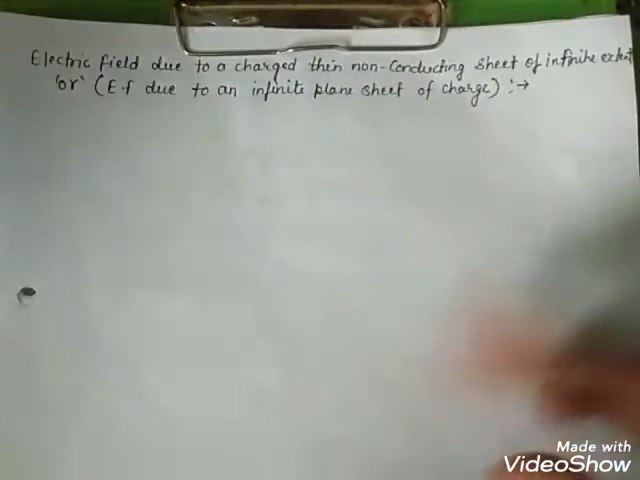 Electric field due to a charged thin non-Conducting sheet of infinite extent
'or' (E.f due to an infinite plane sheet of charge) :→
Made with
VideoShow